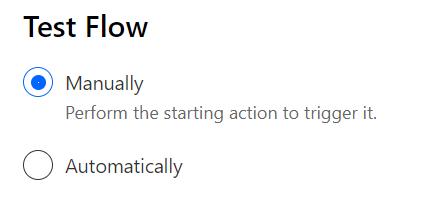 Test Flow
Manually
Perform the starting action to trigger it.
Automatically